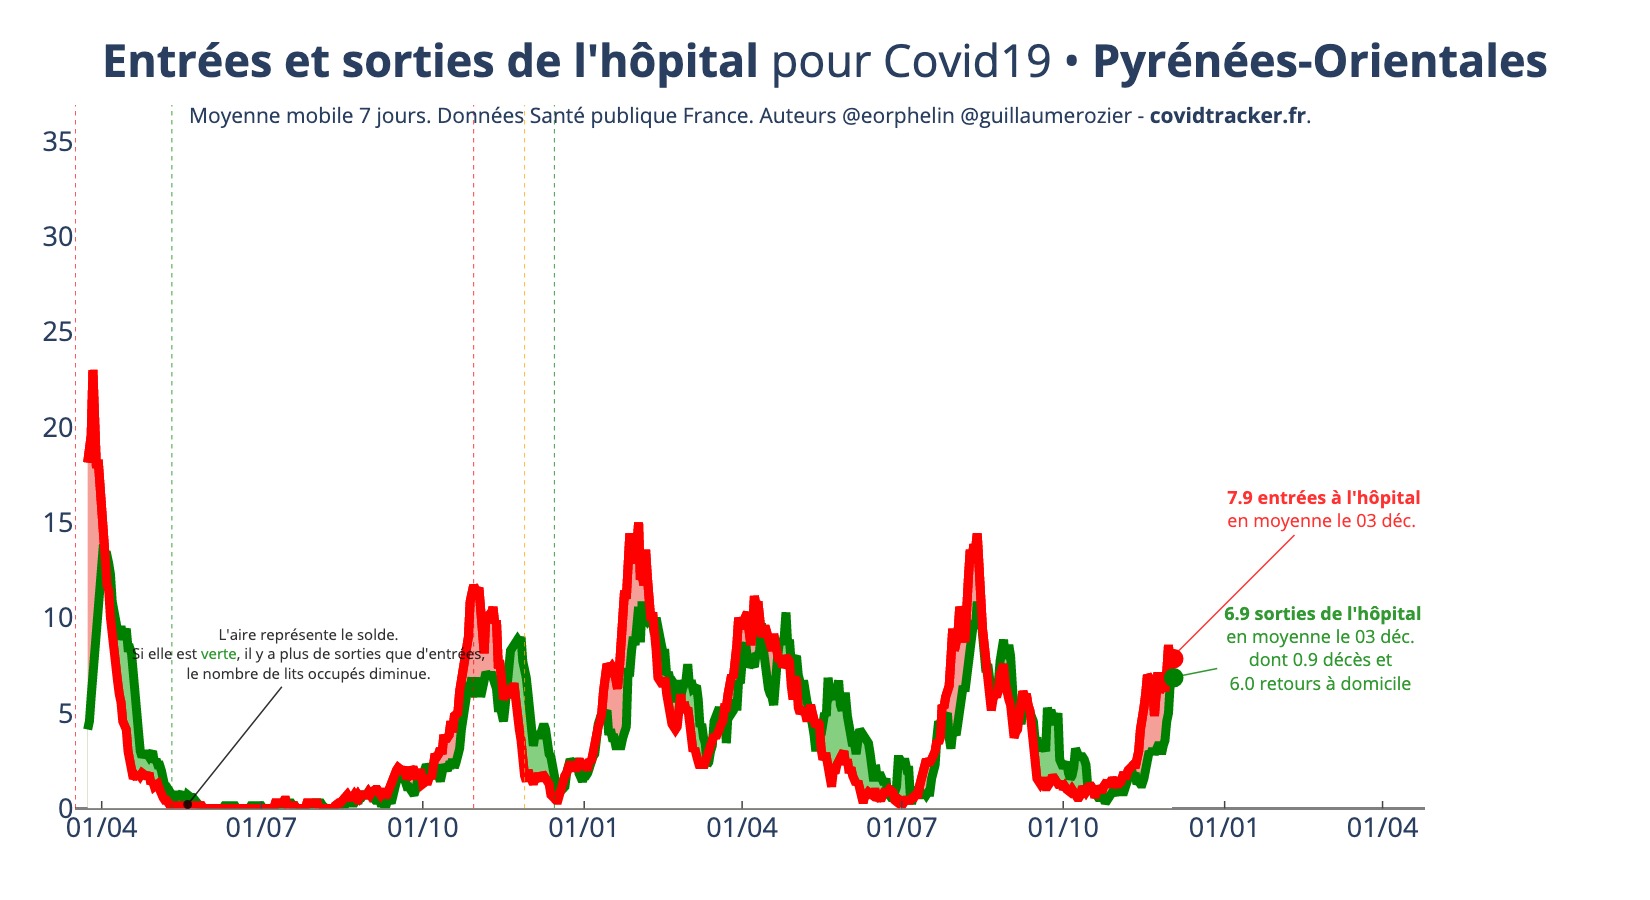 Entrées et sorties de l'hôpital pour Covid19 • Pyrénées-Orientales
Moyenne mobile 7 jours. Données Santé publique France. Auteurs @eorphelin @guillaumerozier - covidtracker.fr.
35
30
25
20
15
10
5
0
7.9 entrées à l'hôpital
en moyenne le 03 déc.
6.9 sorties de l'hôpital
en moyenne le 03 déc.
dont 0.9 décès et
6.0 retours à domicile
L'aire représente le solde.
Si elle est verte, il y a plus de sorties que d'entrées,
le nombre de lits occupés diminue.
01/04
01/07
01/10
01/01
01/04
01/07
01/10
01/01
01/04